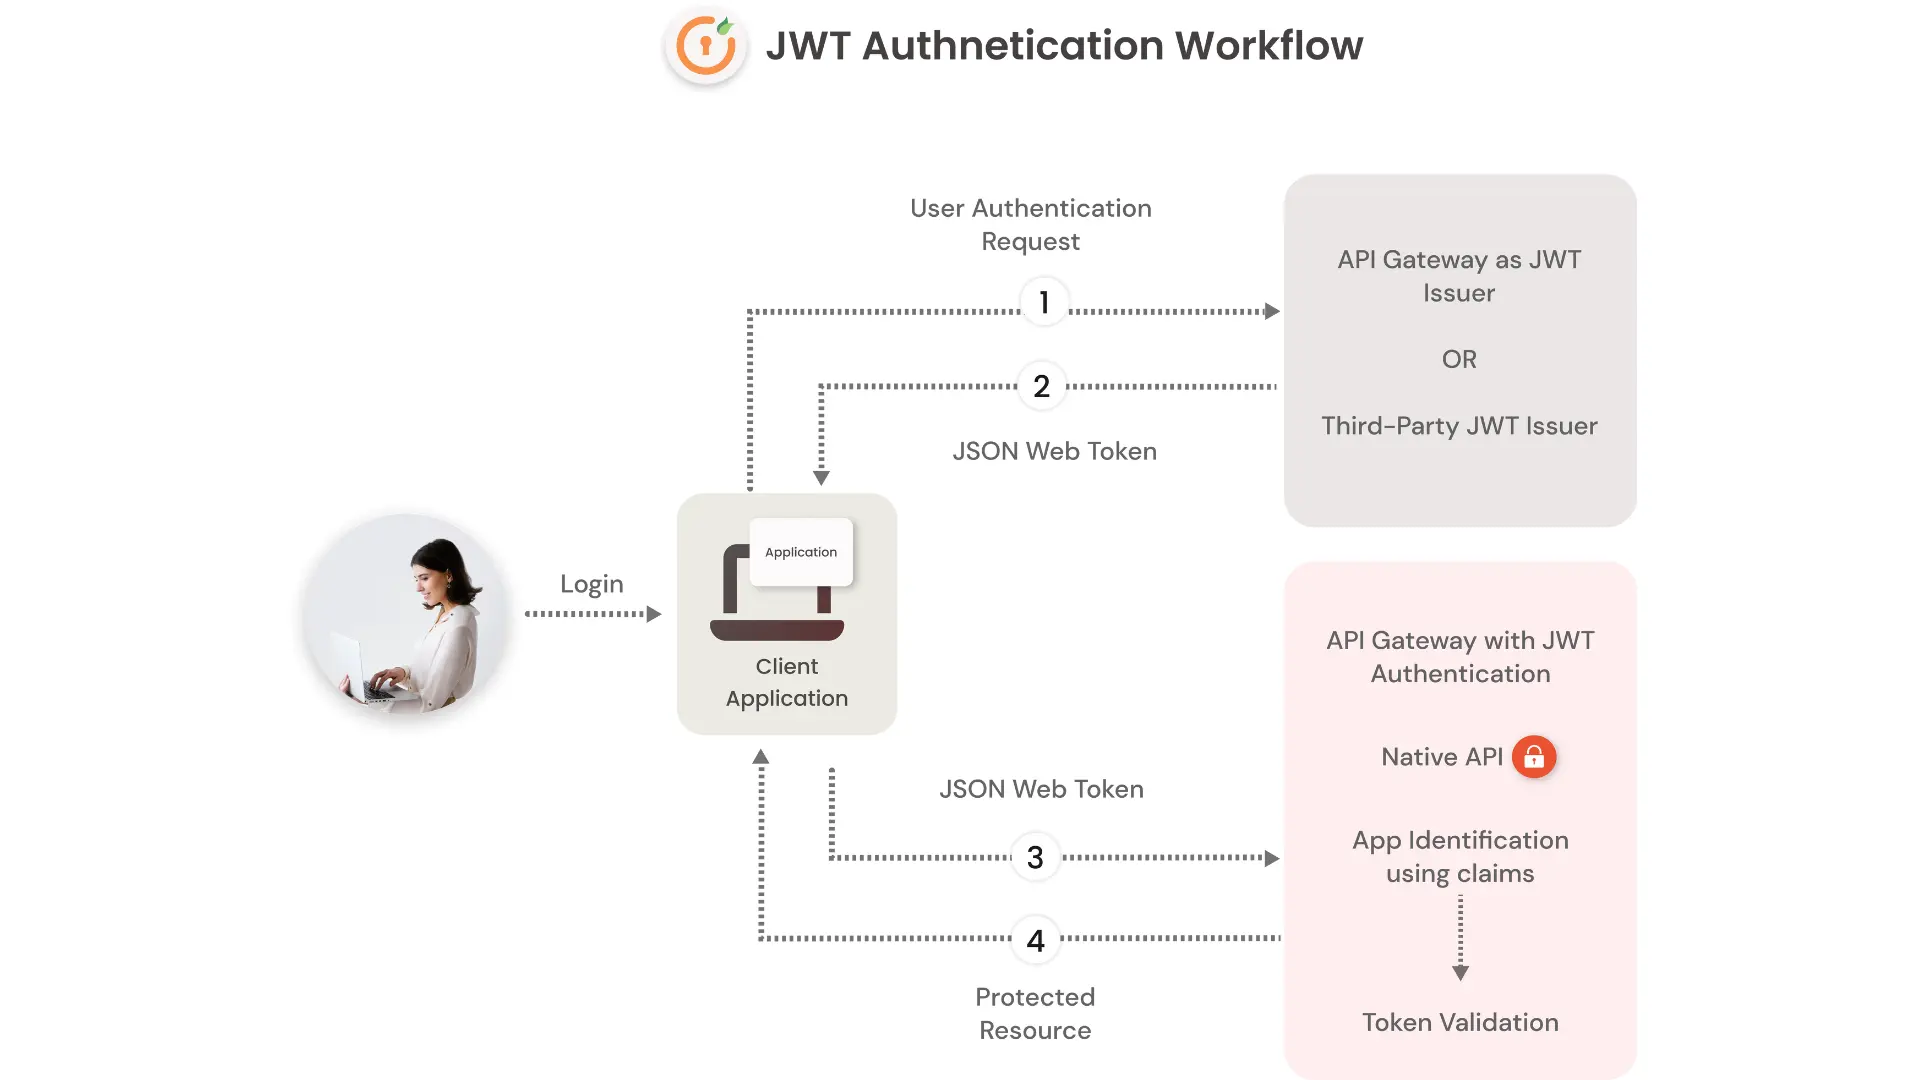 JWT Authnetication Workflow
User Authentication
Request
1
2
JSON Web Token
API Gateway as JWT
Issuer
OR
Third-Party JWT Issuer
Login
Application
Client
Application
JSON Web Token
3
4
Protected
Resource
API Gateway with JWT
Authentication
Native API
App Identification
using claims
Token Validation